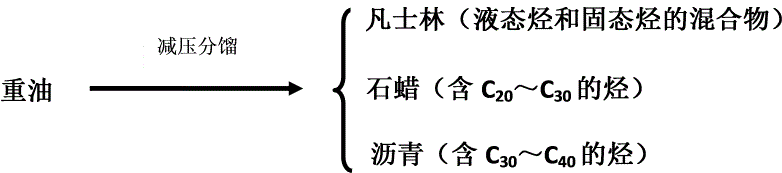 凡士林（液态烃和固态烃的混合物）
减压分馏
重油
石蜡（含 C₂₀～C₃₀ 的烃）
沥青（含 C₃₀～C₄₀ 的烃）